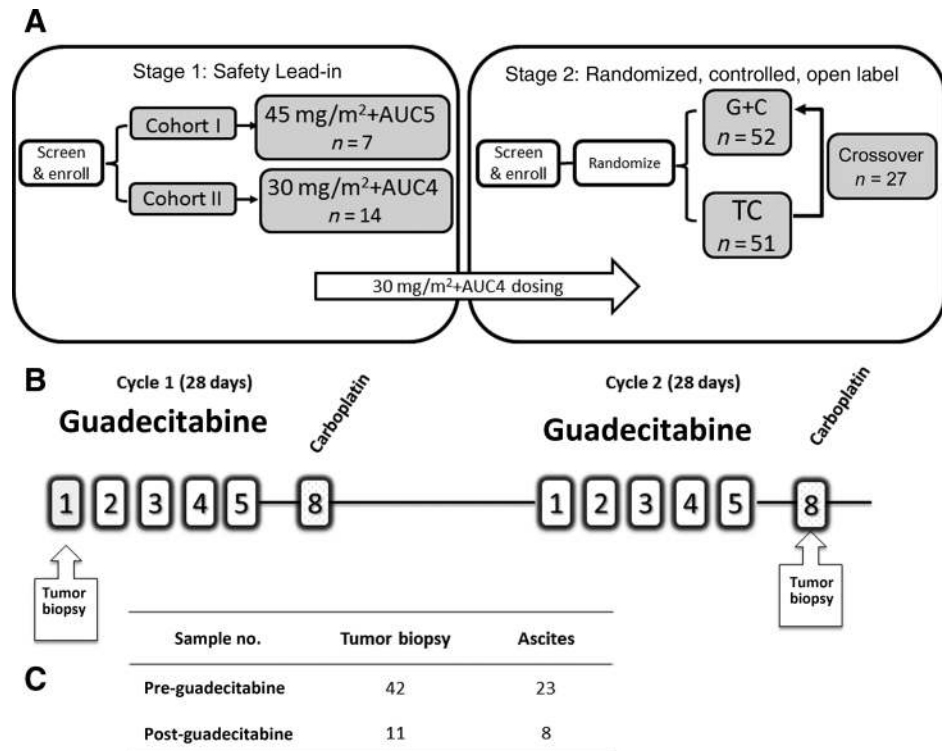 A
Stage 1: Safety Lead-in
Screen
& enroll
Cohort I
45 mg/m²+AUC5
n = 7
Cohort II
30 mg/m²+AUC4
n = 14
Stage 2: Randomized, controlled, open label
Screen
& enroll
Randomize
G+C
n = 52
TC
n = 51
Crossover
n = 27
30 mg/m²+AUC4 dosing
B
Cycle 1 (28 days)
Guadecitabine
Carboplatin
Cycle 2 (28 days)
Guadecitabine
Carboplatin
1 2 3 4 5 8 1 2 3 4 5 8
Tumor
biopsy
Tumor
biopsy
C
Sample no. Tumor biopsy Ascites
Pre-guadecitabine 42 23
Post-guadecitabine 11 8